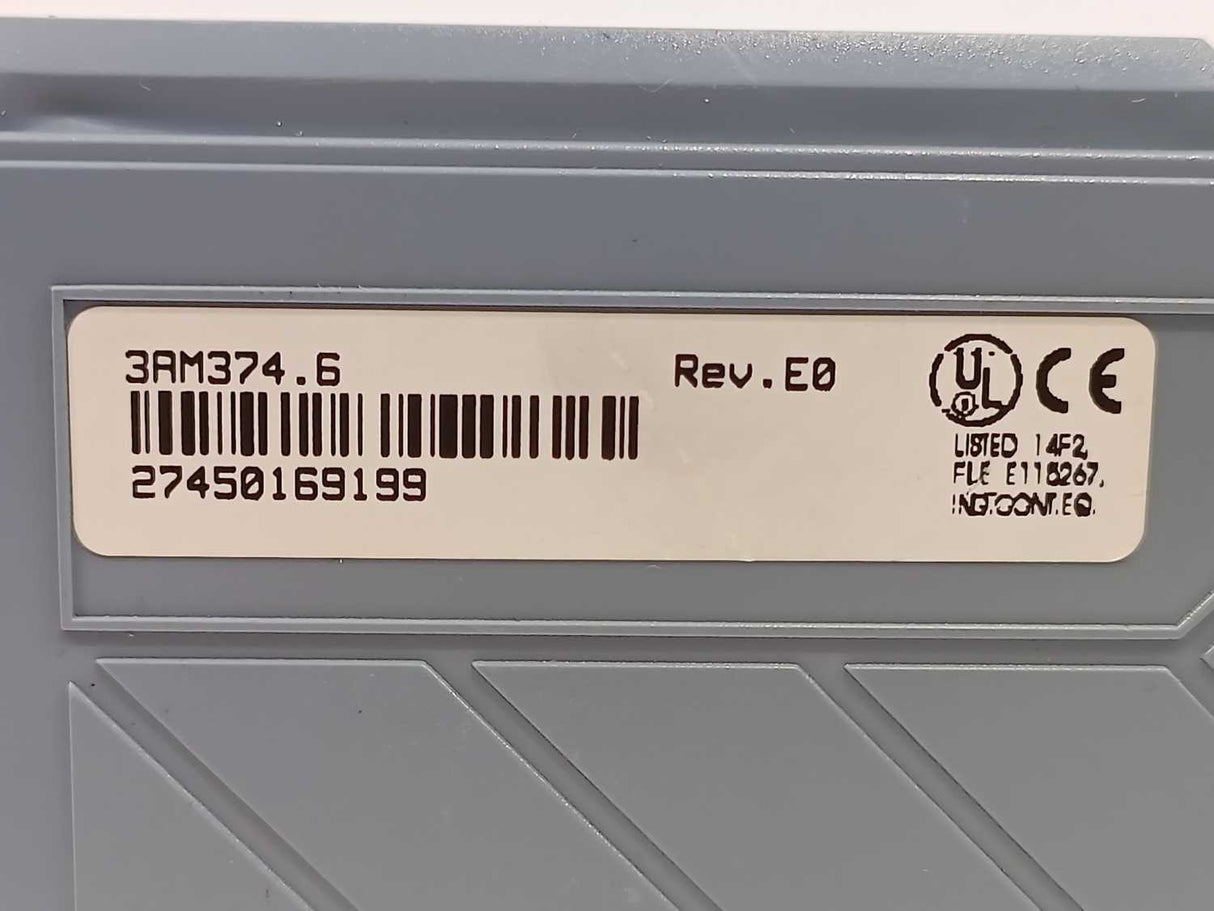 3AM374.6 Rev.E0
27450169199
UL CE
LISTED 14F2,
FILE E115267,
IND.CONT.EQ.